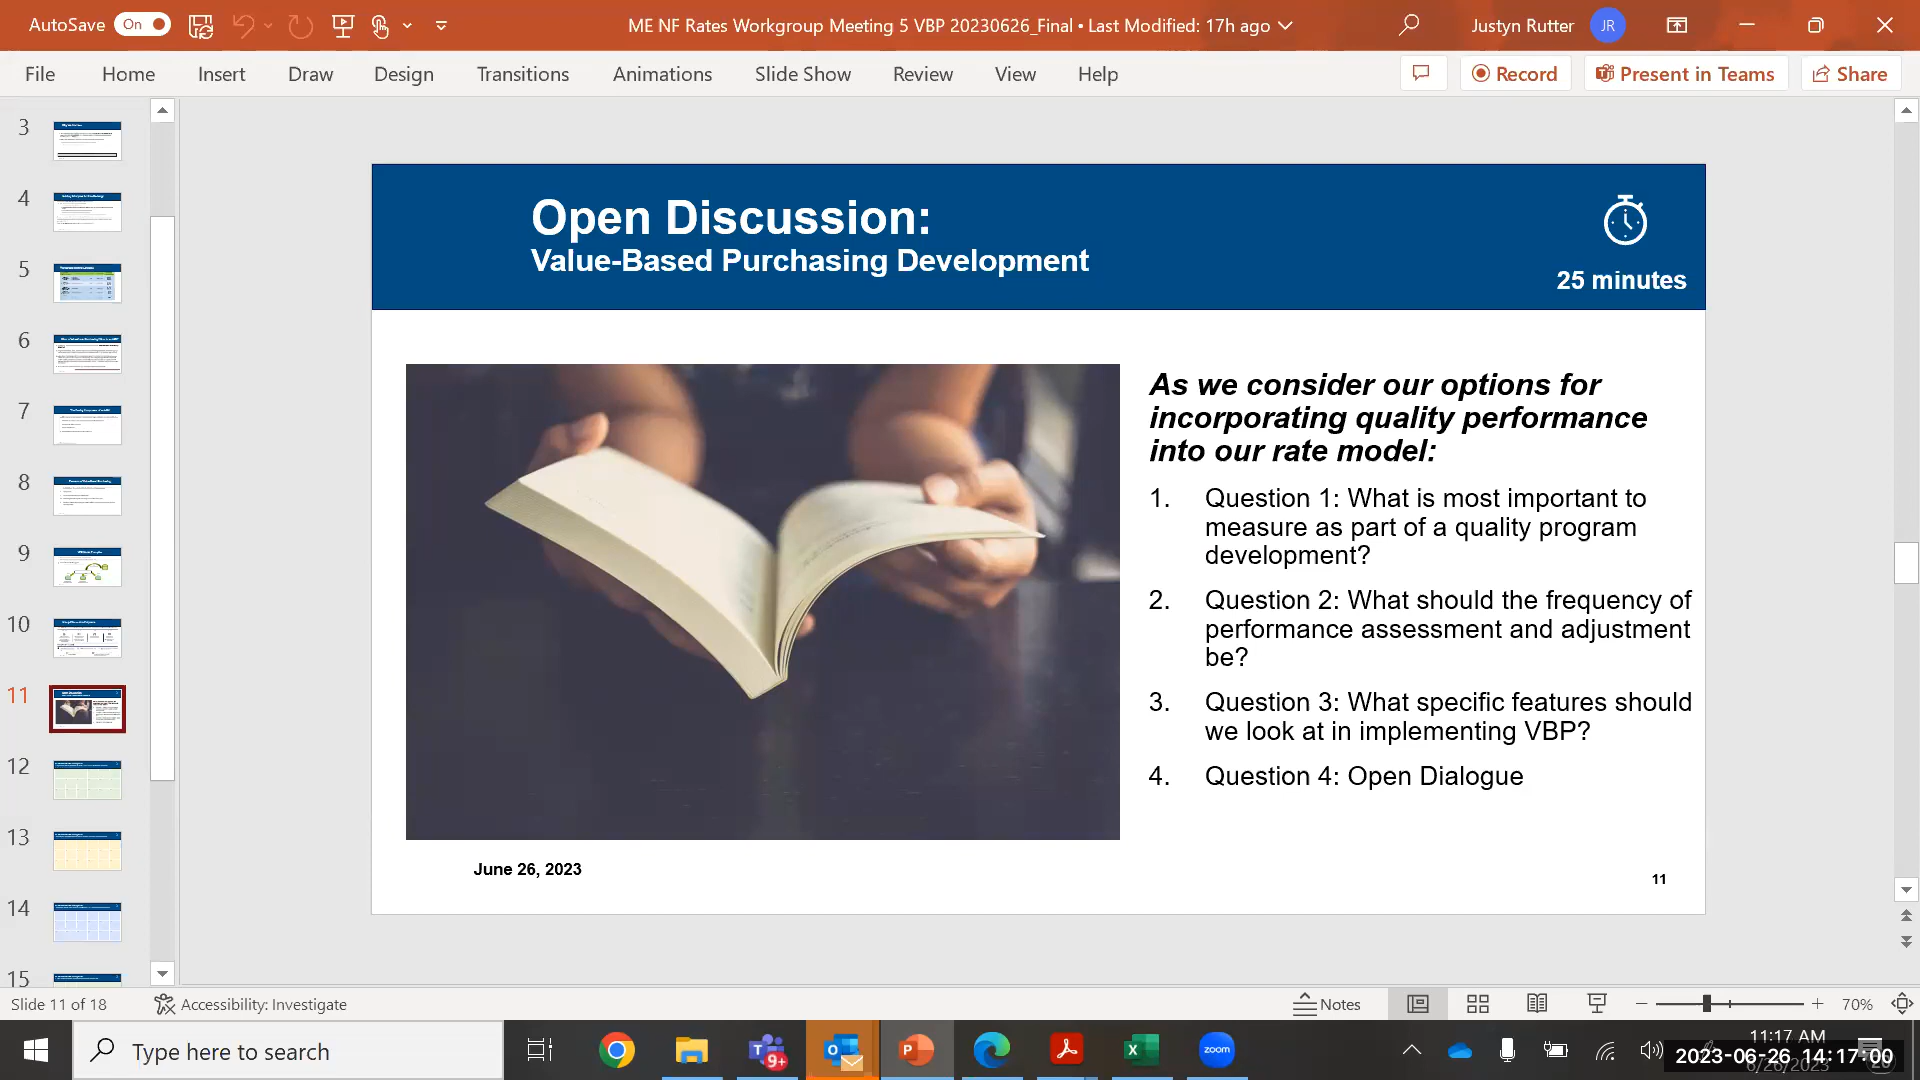 AutoSave On
ME NF Rates Workgroup Meeting 5 VBP 20230626_Final • Last Modified: 17h ago
Justyn Rutter JR
File Home Insert Draw Design Transitions Animations Slide Show Review View Help
Record Present in Teams Share
3
4
5
6
7
8
9
10
11
12
13
14
15
Open Discussion:
Value-Based Purchasing Development
25 minutes
As we consider our options for
incorporating quality performance
into our rate model:
1. Question 1: What is most important to
measure as part of a quality program
development?
2. Question 2: What should the frequency of
performance assessment and adjustment
be?
3. Question 3: What specific features should
we look at in implementing VBP?
4. Question 4: Open Dialogue
June 26, 2023
11
Slide 11 of 18 Accessibility: Investigate
Notes 70%
Type here to search
9+
zoom
11:17 AM
2023-06-26 14:17:00
6/26/2023
20